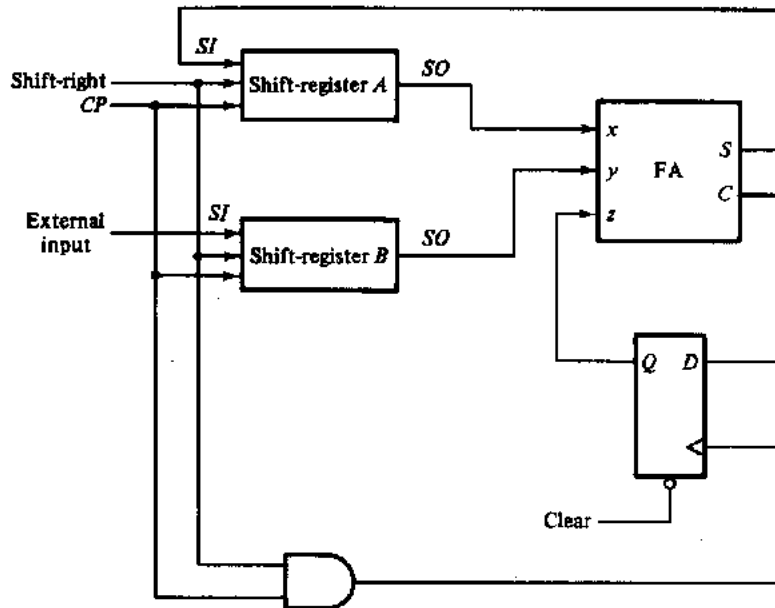 SI
Shift-right
CP
Shift-register A
SO
x
y
z
FA
S
C
External
input
SI
Shift-register B
SO
Q
D
Clear